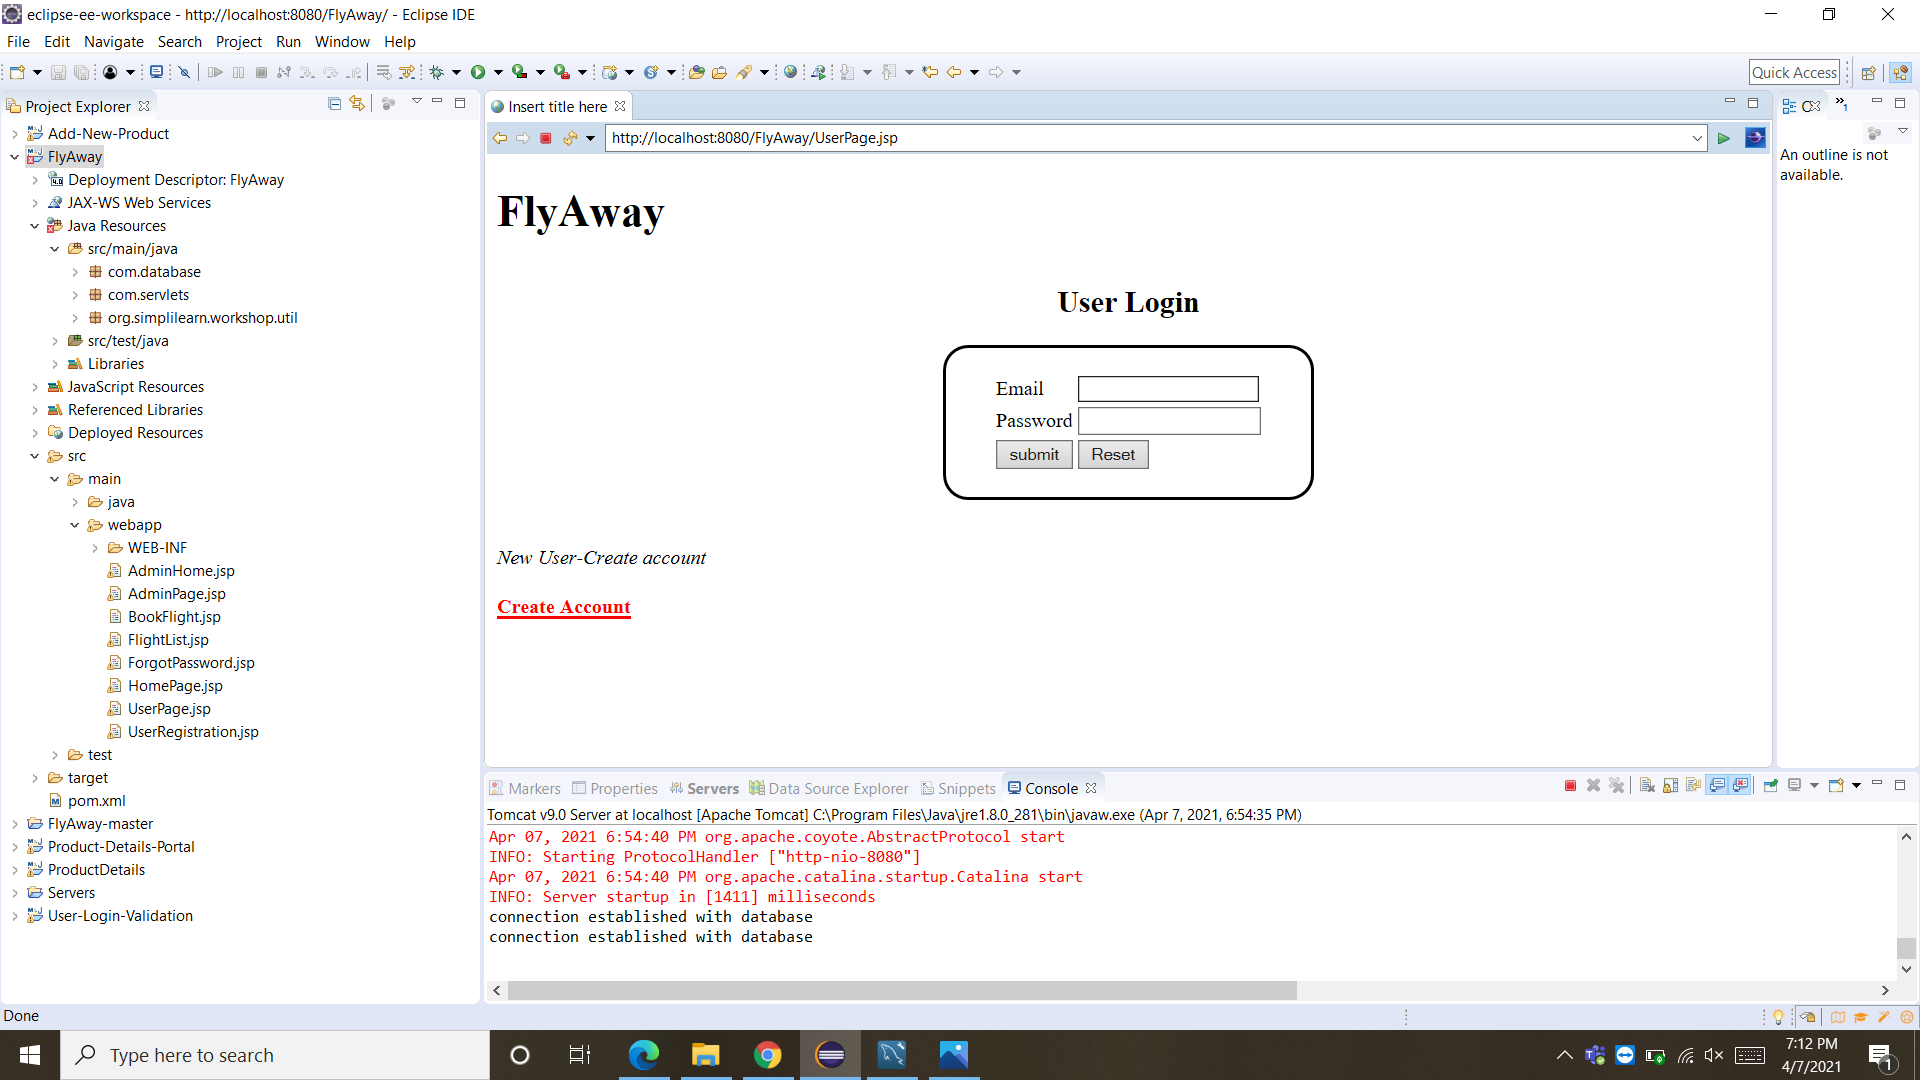 eclipse-ee-workspace - http://localhost:8080/FlyAway/ - Eclipse IDE
File Edit Navigate Search Project Run Window Help
Quick Access
Project Explorer
Add-New-Product
FlyAway
Deployment Descriptor: FlyAway
JAX-WS Web Services
Java Resources
src/main/java
com.database
com.servlets
org.simplilearn.workshop.util
src/test/java
Libraries
JavaScript Resources
Referenced Libraries
Deployed Resources
src
main
java
webapp
WEB-INF
AdminHome.jsp
AdminPage.jsp
BookFlight.jsp
FlightList.jsp
ForgotPassword.jsp
HomePage.jsp
UserPage.jsp
UserRegistration.jsp
test
target
pom.xml
FlyAway-master
Product-Details-Portal
ProductDetails
Servers
User-Login-Validation
Insert title here
http://localhost:8080/FlyAway/UserPage.jsp
FlyAway
User Login
Email
Password
submit Reset
New User-Create account
Create Account
An outline is not
available.
Markers Properties Servers Data Source Explorer Snippets Console
Tomcat v9.0 Server at localhost [Apache Tomcat] C:\Program Files\Java\jre1.8.0_281\bin\javaw.exe (Apr 7, 2021, 6:54:35 PM)
Apr 07, 2021 6:54:40 PM org.apache.coyote.AbstractProtocol start
INFO: Starting ProtocolHandler ["http-nio-8080"]
Apr 07, 2021 6:54:40 PM org.apache.catalina.startup.Catalina start
INFO: Server startup in [1411] milliseconds
connection established with database
connection established with database
Done
Type here to search
7:12 PM
4/7/2021
1